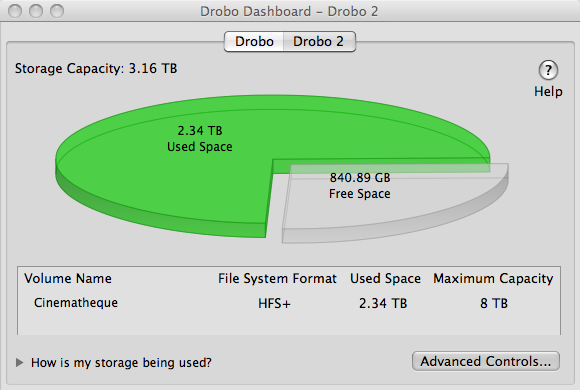 Drobo Dashboard – Drobo 2
Drobo Drobo 2
Storage Capacity: 3.16 TB
?
Help
2.34 TB
Used Space
840.89 GB
Free Space
Volume Name File System Format Used Space Maximum Capacity
Cinematheque HFS+ 2.34 TB 8 TB
How is my storage being used?
Advanced Controls...